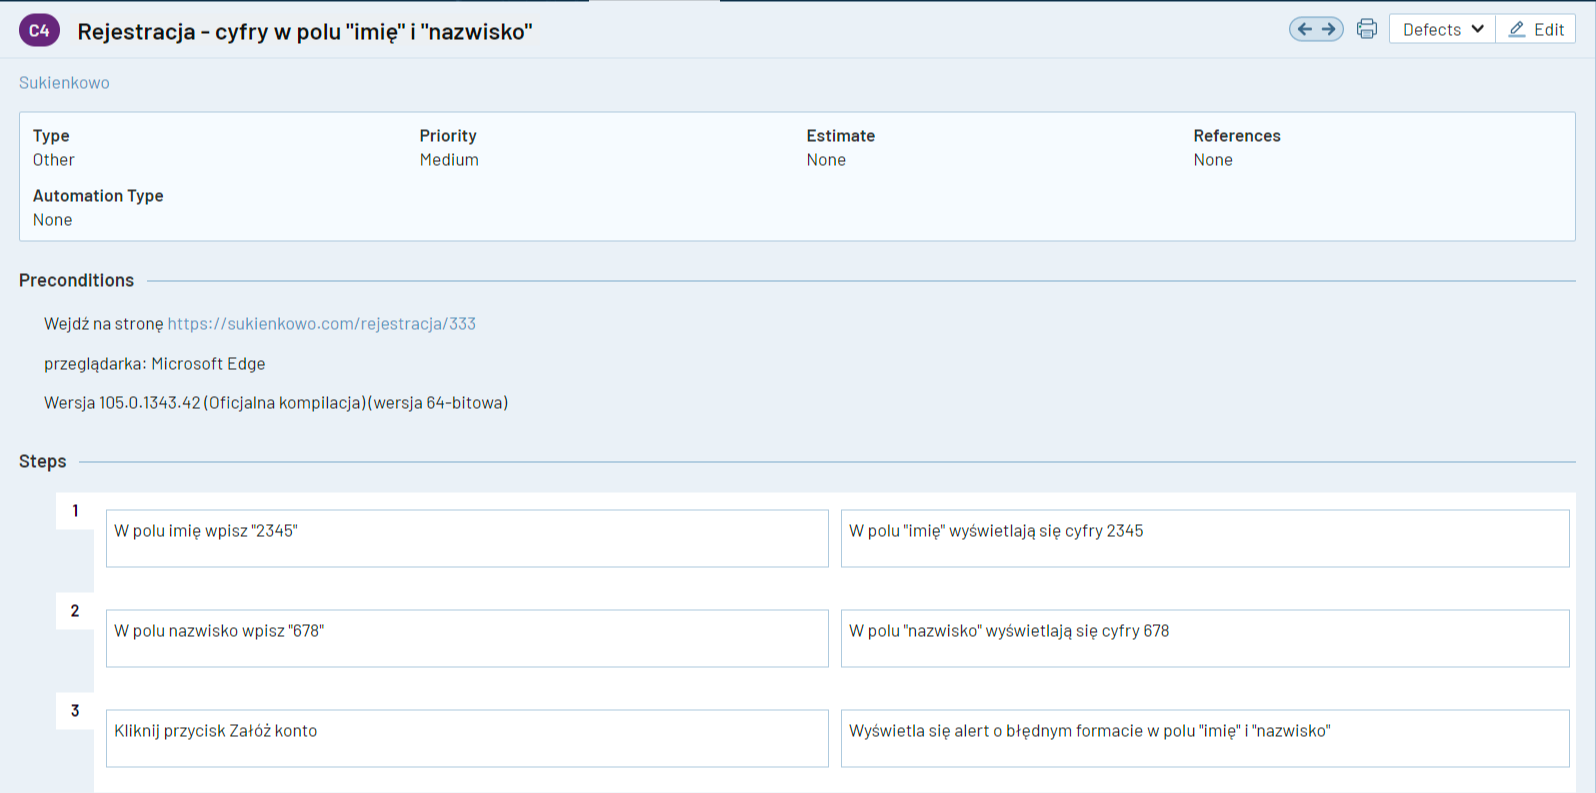 C4 Rejestracja - cyfry w polu "imię" i "nazwisko" Defects Edit
Sukienkowo
Type Priority Estimate References
Other Medium None None
Automation Type
None
Preconditions
Wejdź na stronę https://sukienkowo.com/rejestracja/333
przeglądarka: Microsoft Edge
Wersja 105.0.1343.42 (Oficjalna kompilacja) (wersja 64-bitowa)
Steps
1 W polu imię wpisz "2345" W polu "imię" wyświetlają się cyfry 2345
2 W polu nazwisko wpisz "678" W polu "nazwisko" wyświetlają się cyfry 678
3 Kliknij przycisk Załóż konto Wyświetla się alert o błędnym formacie w polu "imię" i "nazwisko"